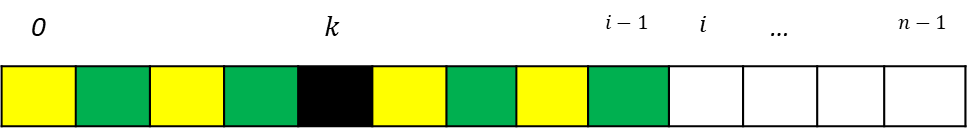 0 k i − 1 i ... n − 1